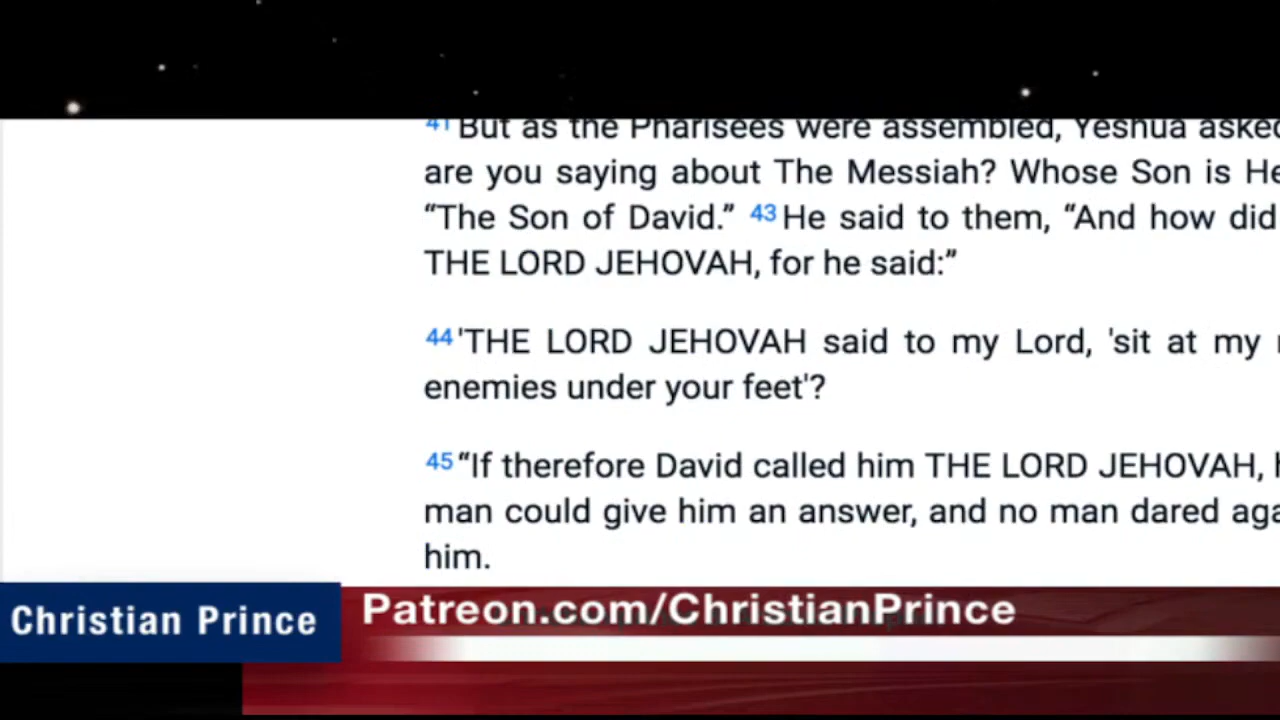 41 But as the Pharisees were assembled, Yeshua asked
are you saying about The Messiah? Whose Son is He
“The Son of David.” 43 He said to them, “And how did
THE LORD JEHOVAH, for he said:”
44 'THE LORD JEHOVAH said to my Lord, 'sit at my
enemies under your feet'?
45 “If therefore David called him THE LORD JEHOVAH,
man could give him an answer, and no man dared aga
him.
Christian Prince
Patreon.com/ChristianPrince